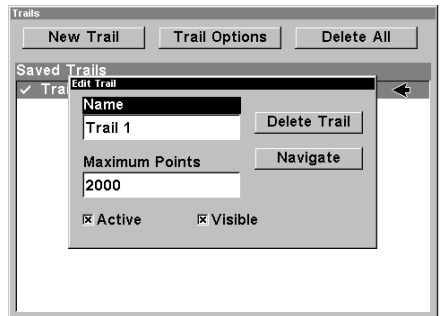 Trails
New Trail Trail Options Delete All
Saved Trails
Edit Trail
Name
Trail 1 Delete Trail
Maximum Points Navigate
2000
Active Visible